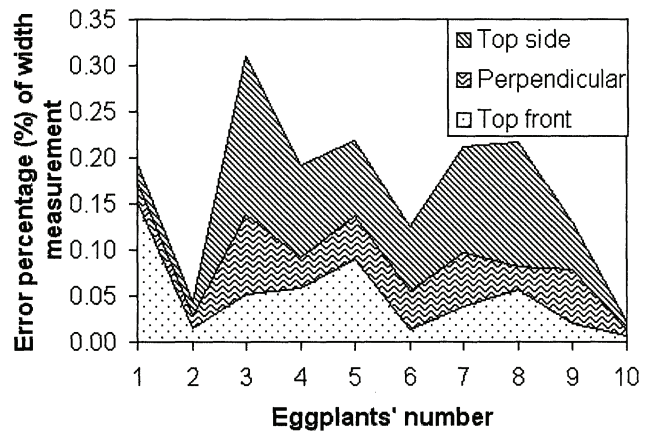 Error percentage (%) of width
measurement
0.35
0.30
0.25
0.20
0.15
0.10
0.05
0.00
Top side
Perpendicular
Top front
1 2 3 4 5 6 7 8 9 10
Eggplants' number